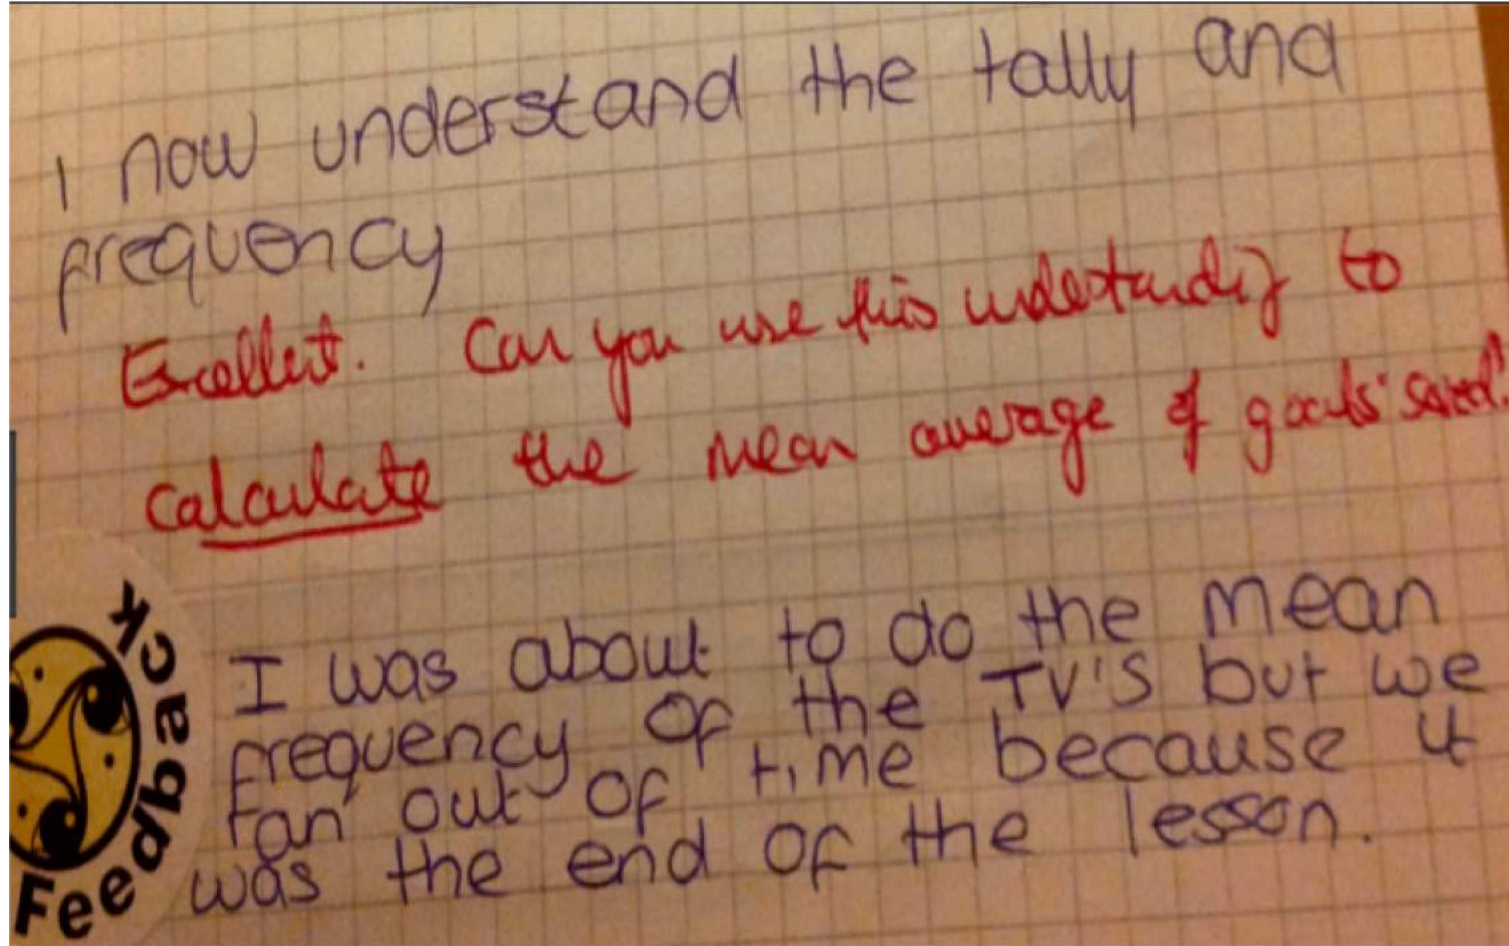 I now understand the tally and
frequency
Excellent. Can you use this understanding to
calculate the mean average of goals
Feedback
I was about to do the mean
frequency of the TV'S but we
ran out of time because it
was the end of the lesson.